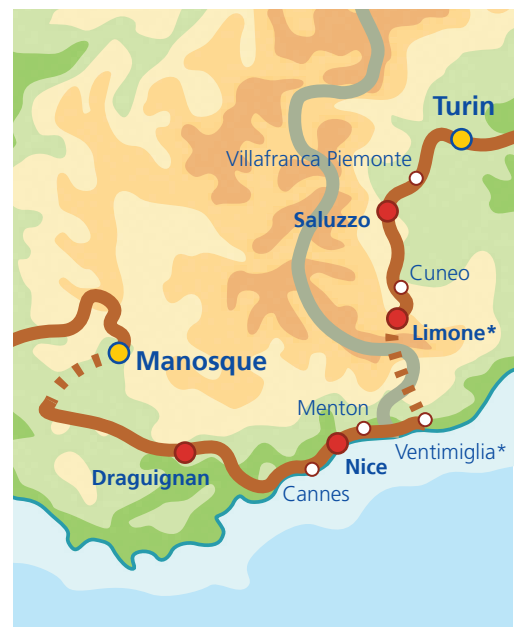 Turin
Villafranca Piemonte
Saluzzo
Cuneo
Limone*
Manosque
Menton
Ventimiglia*
Nice
Draguignan
Cannes